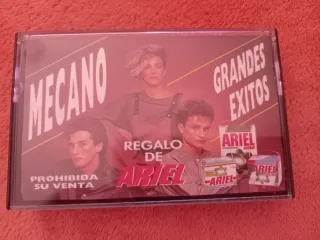 MECANO
GRANDES
EXITOS
REGALO
DE
ARIEL
PROHIBIDA
SU VENTA
ARIEL
ARIEL
ARIEL